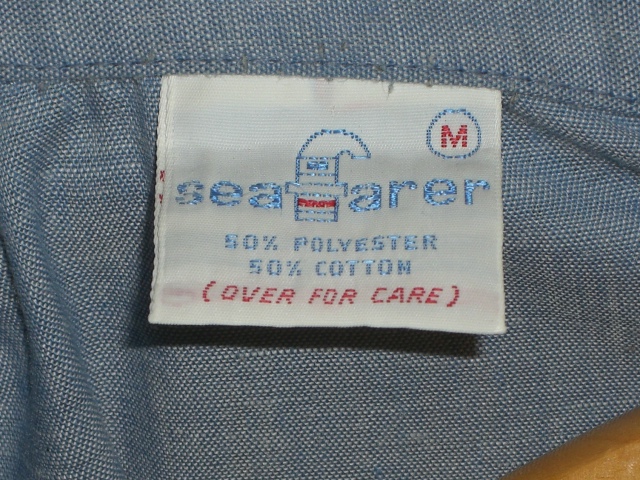 M
seafarer
50% POLYESTER
50% COTTON
(OVER FOR CARE)